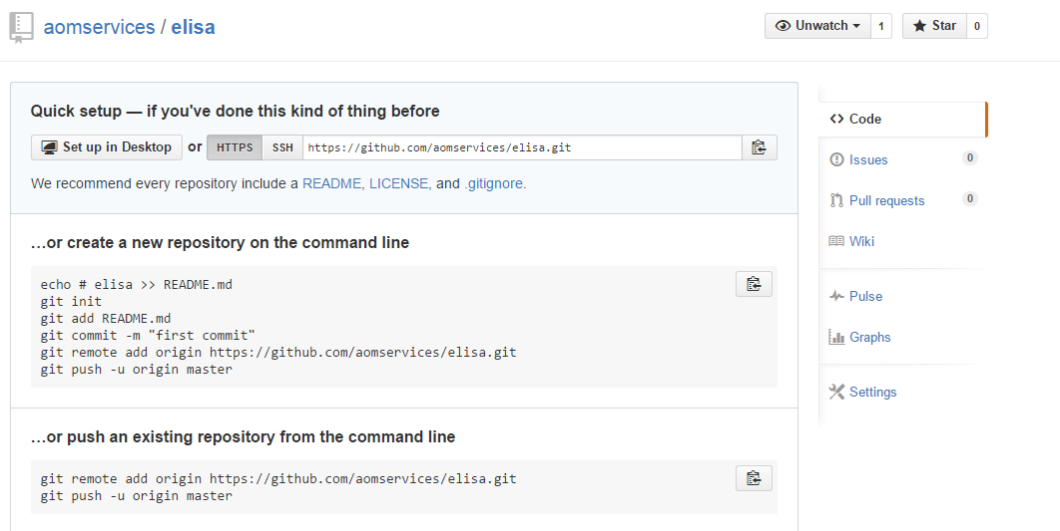 aomservices / elisa
Unwatch 1 Star 0
Quick setup — if you've done this kind of thing before
Set up in Desktop or HTTPS SSH https://github.com/aomservices/elisa.git
We recommend every repository include a README, LICENSE, and .gitignore.
…or create a new repository on the command line
echo # elisa >> README.md
git init
git add README.md
git commit -m "first commit"
git remote add origin https://github.com/aomservices/elisa.git
git push -u origin master
…or push an existing repository from the command line
git remote add origin https://github.com/aomservices/elisa.git
git push -u origin master
Code
Issues 0
Pull requests 0
Wiki
Pulse
Graphs
Settings